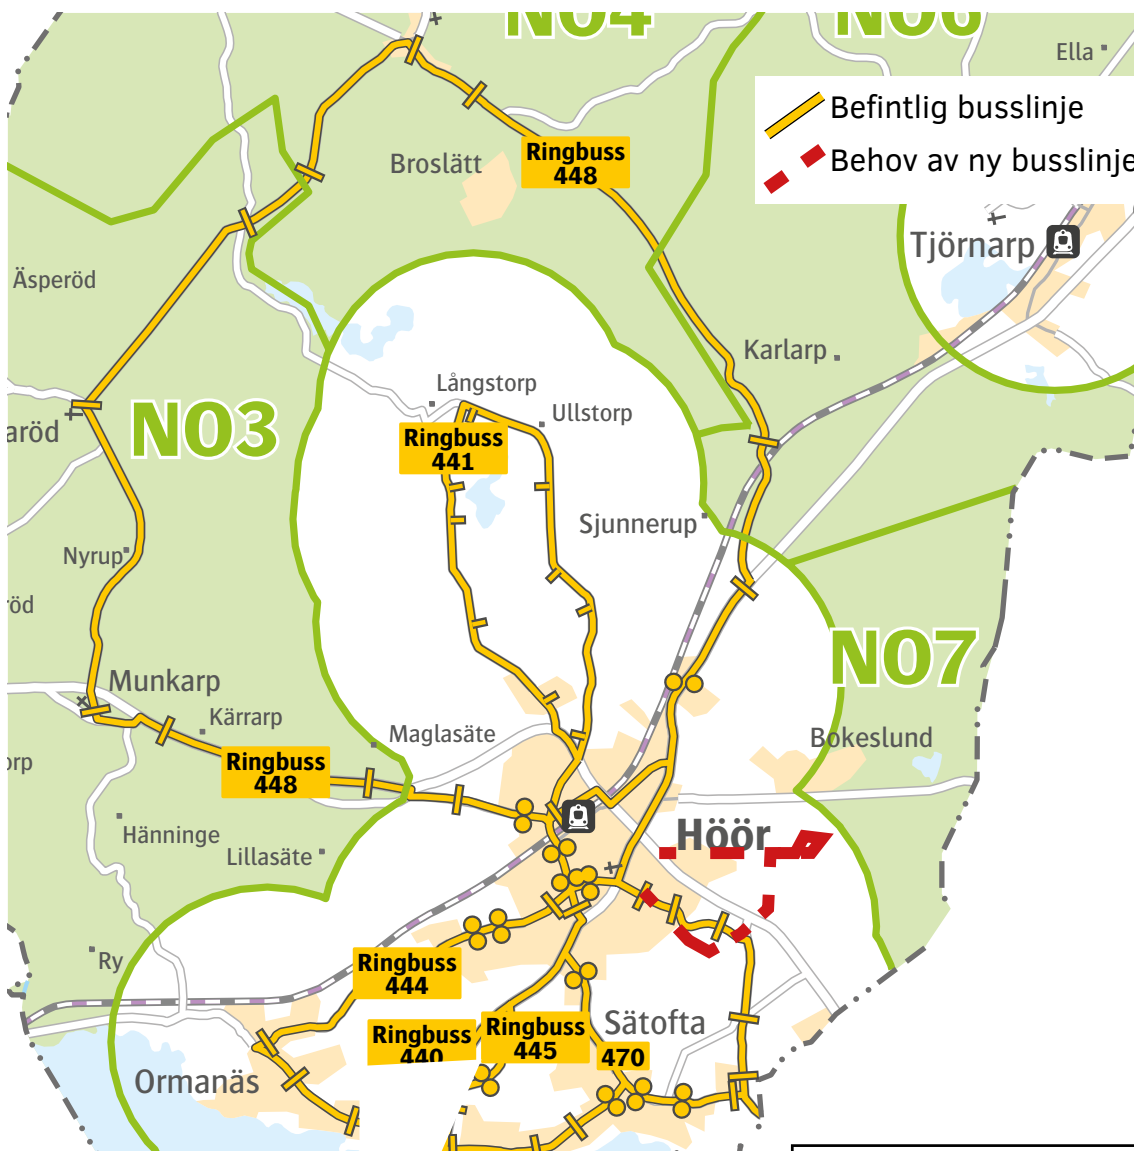 NO4
NO6
Ella
Befintlig busslinje
Behov av ny busslinje
Broslätt
Ringbuss
448
Tjörnarp
Äsperöd
Karlarp
Långstorp
Ullstorp
NO3
aröd
Ringbuss
441
Sjunnerup
Nyrup
röd
NO7
Munkarp
Kärrarp
Maglasäte
Bokeslund
orp
Ringbuss
448
Hänninge
Höör
Lillasäte
Ry
Ringbuss
444
Ringbuss
440
Ringbuss
445
Sätofta
470
Ormanäs